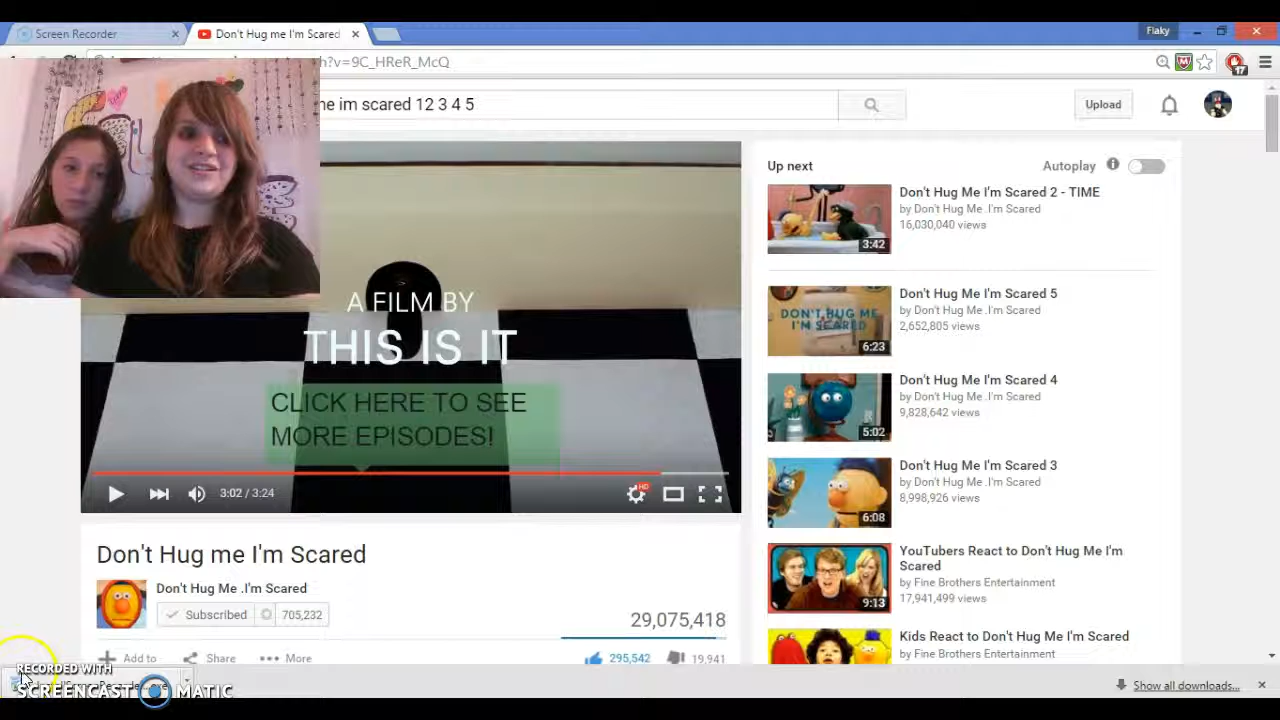 Screen Recorder
Don't Hug me I'm Scared
Flaky
h?v=9C_HReR_McQ
17
ne im scared 12 3 4 5
Upload
A FILM BY
THIS IS IT
CLICK HERE TO SEE
MORE EPISODES!
3:02 / 3:24
HD
Don't Hug me I'm Scared
Don't Hug Me .I'm Scared
Subscribed
705,232
29,075,418
Add to
Share
More
295,542
19,941
Up next
Autoplay
Don't Hug Me I'm Scared 2 - TIME
by Don't Hug Me .I'm Scared
16,030,040 views
3:42
DON'T HUG ME
I'M SCARED
6:23
Don't Hug Me I'm Scared 5
by Don't Hug Me .I'm Scared
2,652,805 views
Don't Hug Me I'm Scared 4
by Don't Hug Me .I'm Scared
9,828,642 views
5:02
Don't Hug Me I'm Scared 3
by Don't Hug Me .I'm Scared
8,998,926 views
6:08
YouTubers React to Don't Hug Me I'm
Scared
by Fine Brothers Entertainment
17,941,499 views
9:13
Kids React to Don't Hug Me I'm Scared
by Fine Brothers Entertainment
RECORDED WITH
SCREENCAST MATIC
Show all downloads...